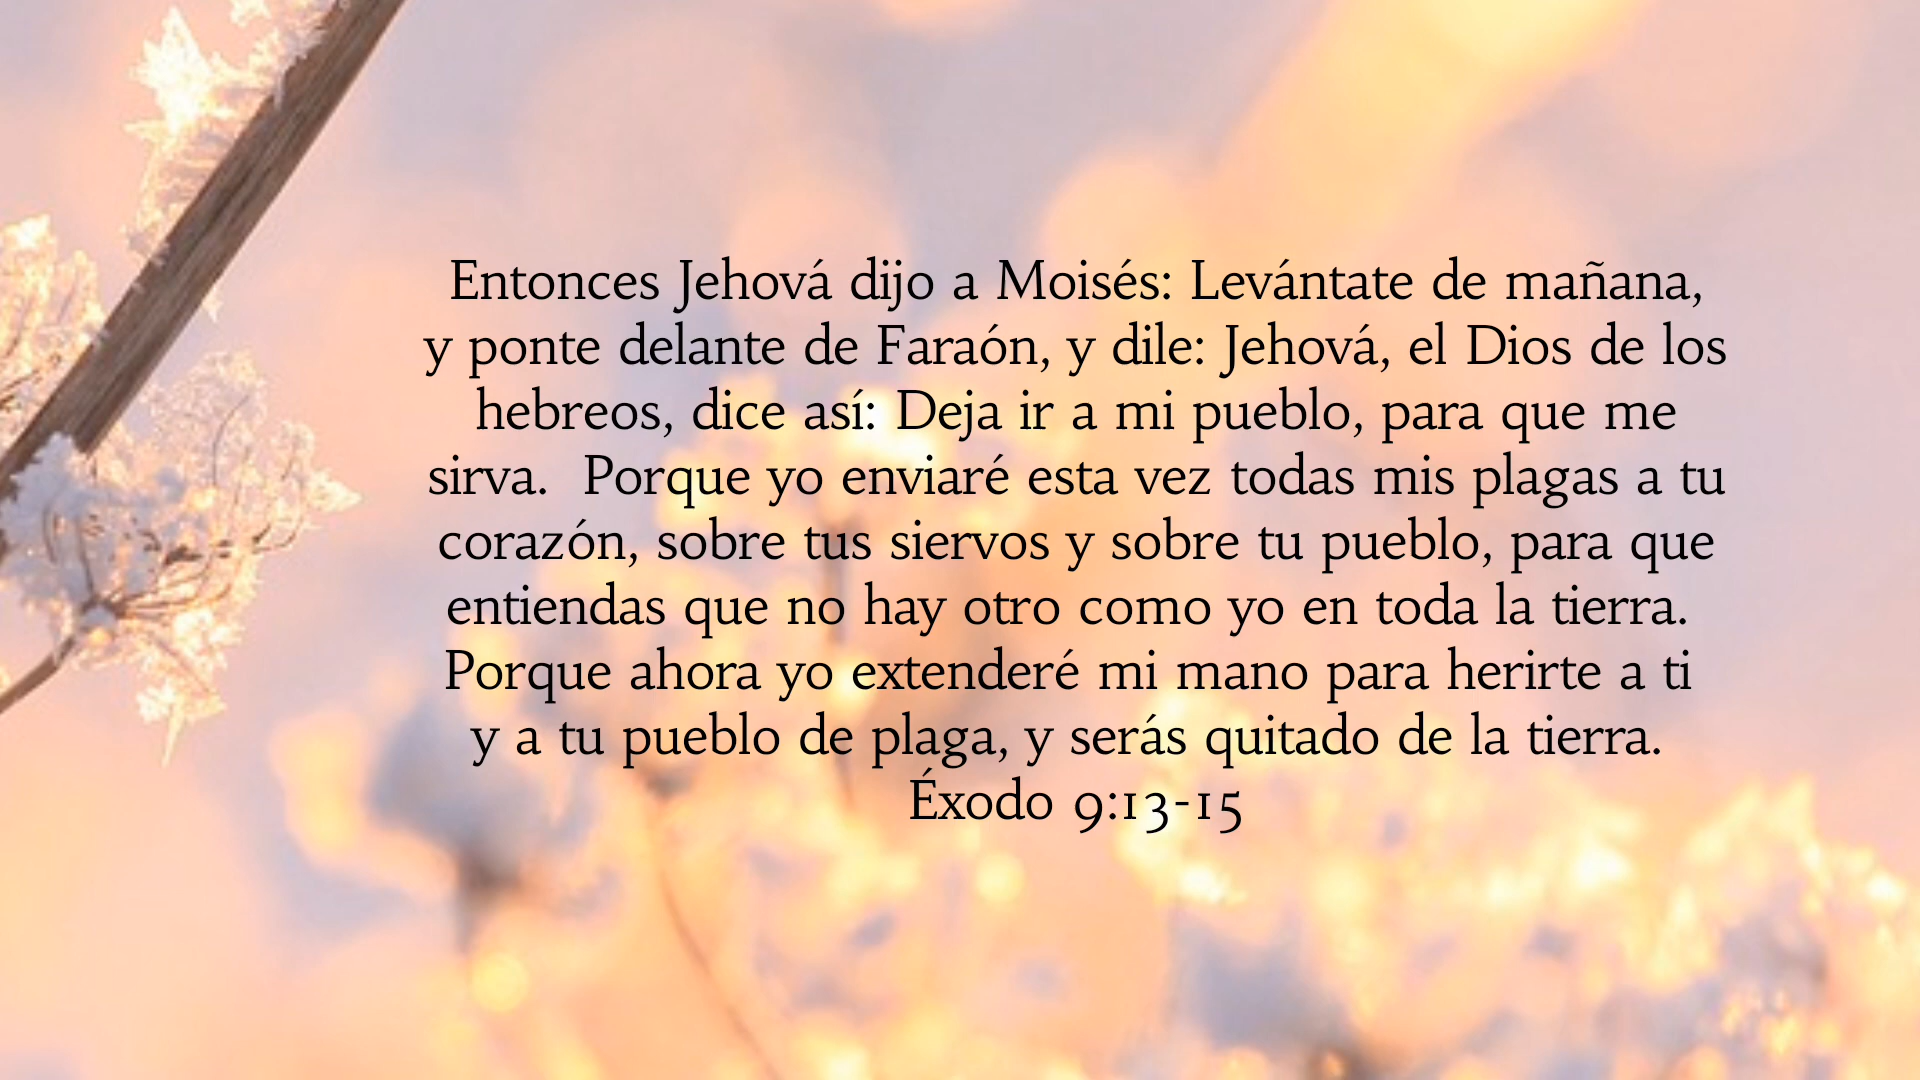 Entonces Jehová dijo a Moisés: Levántate de mañana,
y ponte delante de Faraón, y dile: Jehová, el Dios de los
hebreos, dice así: Deja ir a mi pueblo, para que me
sirva.  Porque yo enviaré esta vez todas mis plagas a tu
corazón, sobre tus siervos y sobre tu pueblo, para que
entiendas que no hay otro como yo en toda la tierra.
Porque ahora yo extenderé mi mano para herirte a ti
y a tu pueblo de plaga, y serás quitado de la tierra.
Éxodo 9:13-15